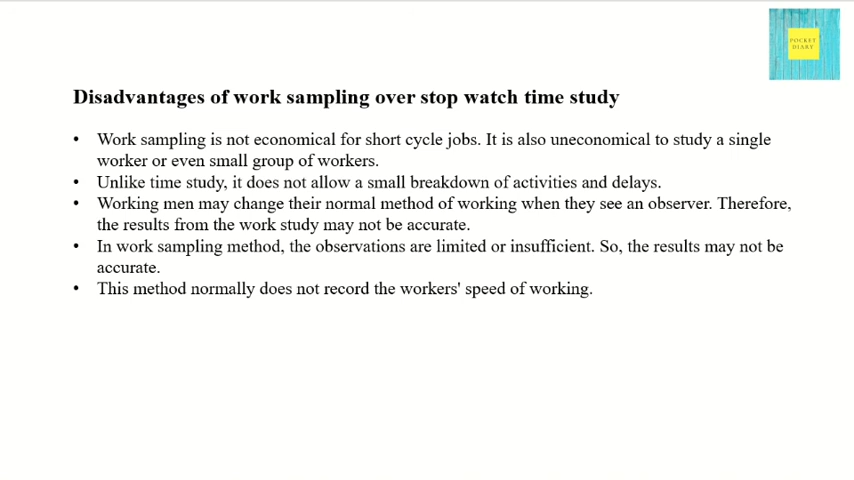 POCKET
DIARY
Disadvantages of work sampling over stop watch time study
• Work sampling is not economical for short cycle jobs. It is also uneconomical to study a single
worker or even small group of workers.
• Unlike time study, it does not allow a small breakdown of activities and delays.
• Working men may change their normal method of working when they see an observer. Therefore,
the results from the work study may not be accurate.
• In work sampling method, the observations are limited or insufficient. So, the results may not be
accurate.
• This method normally does not record the workers' speed of working.